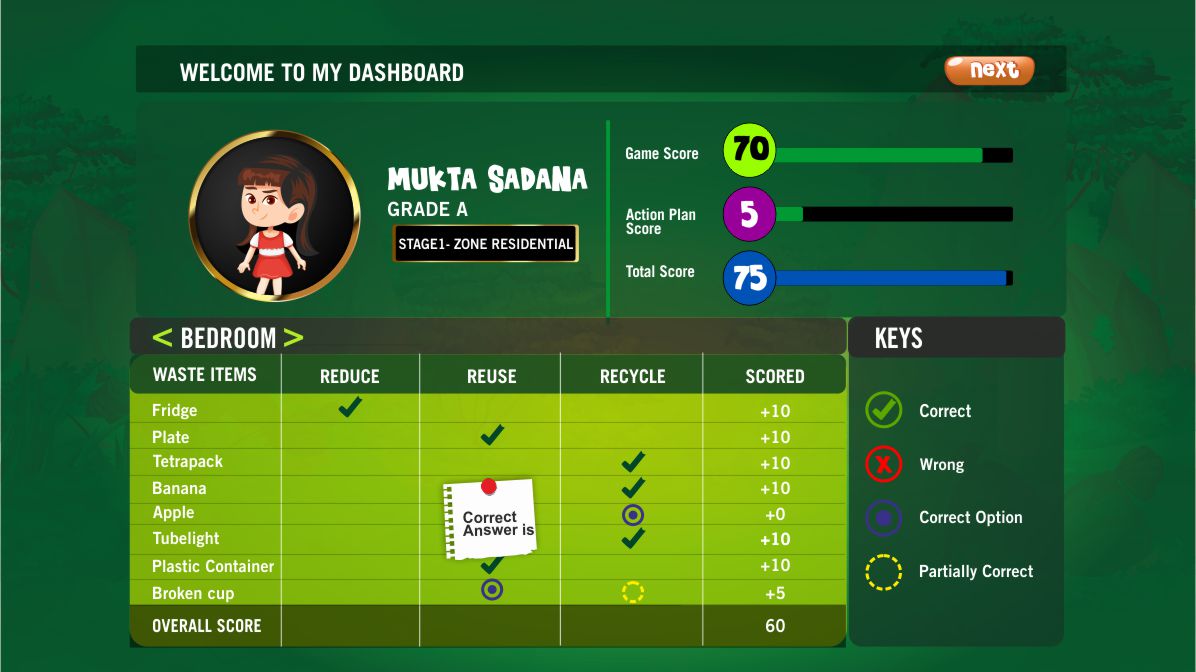 WELCOME TO MY DASHBOARD
next
MUKTA SADANA
GRADE A
STAGE1- ZONE RESIDENTIAL
Game Score
70
Action Plan
Score
5
Total Score
75
< BEDROOM >
KEYS
WASTE ITEMS REDUCE REUSE RECYCLE SCORED
Fridge +10
Plate +10
Tetrapack +10
Banana +10
Apple +0
Tubelight +10
Plastic Container +10
Broken cup +5
OVERALL SCORE 60
Correct
Answer is
Correct
X Wrong
Correct Option
Partially Correct